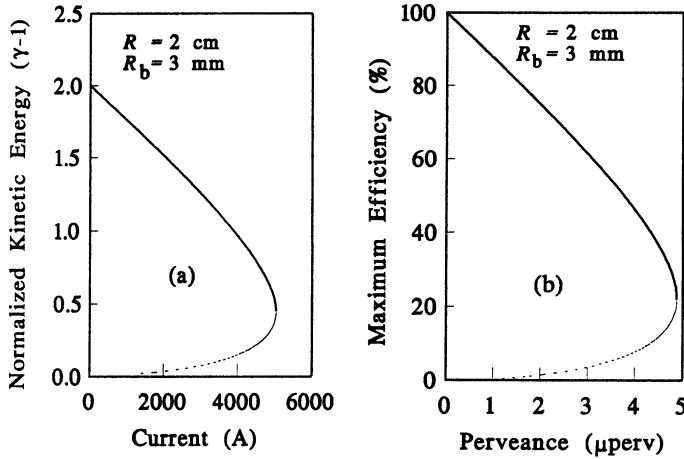 Normalized Kinetic Energy (γ-1)
2.5
2.0
1.5
1.0
0.5
0.0
R = 2 cm
R_b = 3 mm
(a)
0 2000 4000 6000
Current (A)
Maximum Efficiency (%)
100
80
60
40
20
0
R = 2 cm
R_b = 3 mm
(b)
0 1 2 3 4 5
Perveance (μperv)